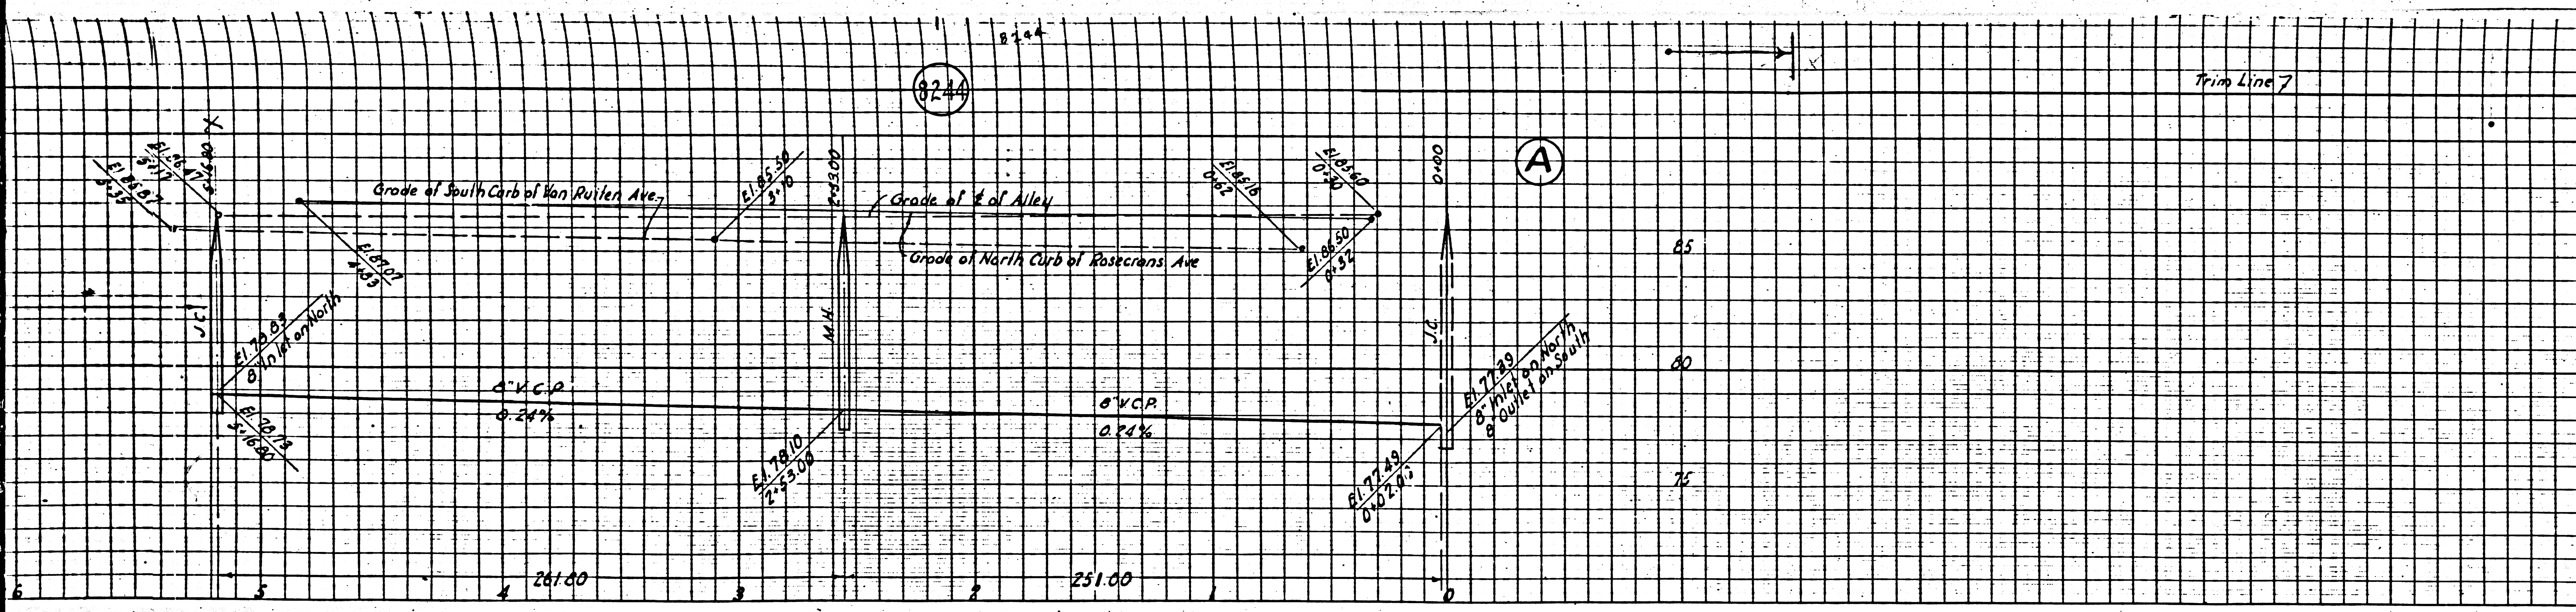 8244
8244
Trim Line
A
5+16.80
El. 86.47
5+17
El. 85.87
5+35
Grade of South Curb of Van Ruiten Ave.
El. 85.50
3+10
2+53.00
Grade of ℄ of Alley
Grade of North Curb of Rosecrans Ave
El. 85.16
0+62
El. 85.60
0+30
0+00
El. 86.50
0+32
El. 87.07
4+83
85
J.C.
El. 78.83
8" Inlet on North
M.H.
J.C.
El. 77.39
8" Inlet on North
8" Outlet on South
80
8" V.C.P.
0.24%
8" V.C.P.
0.24%
El. 78.73
5+16.80
El. 78.10
2+53.00
El. 77.49
0+02.00
75
261.80
251.00
6 5 4 3 2 1 0